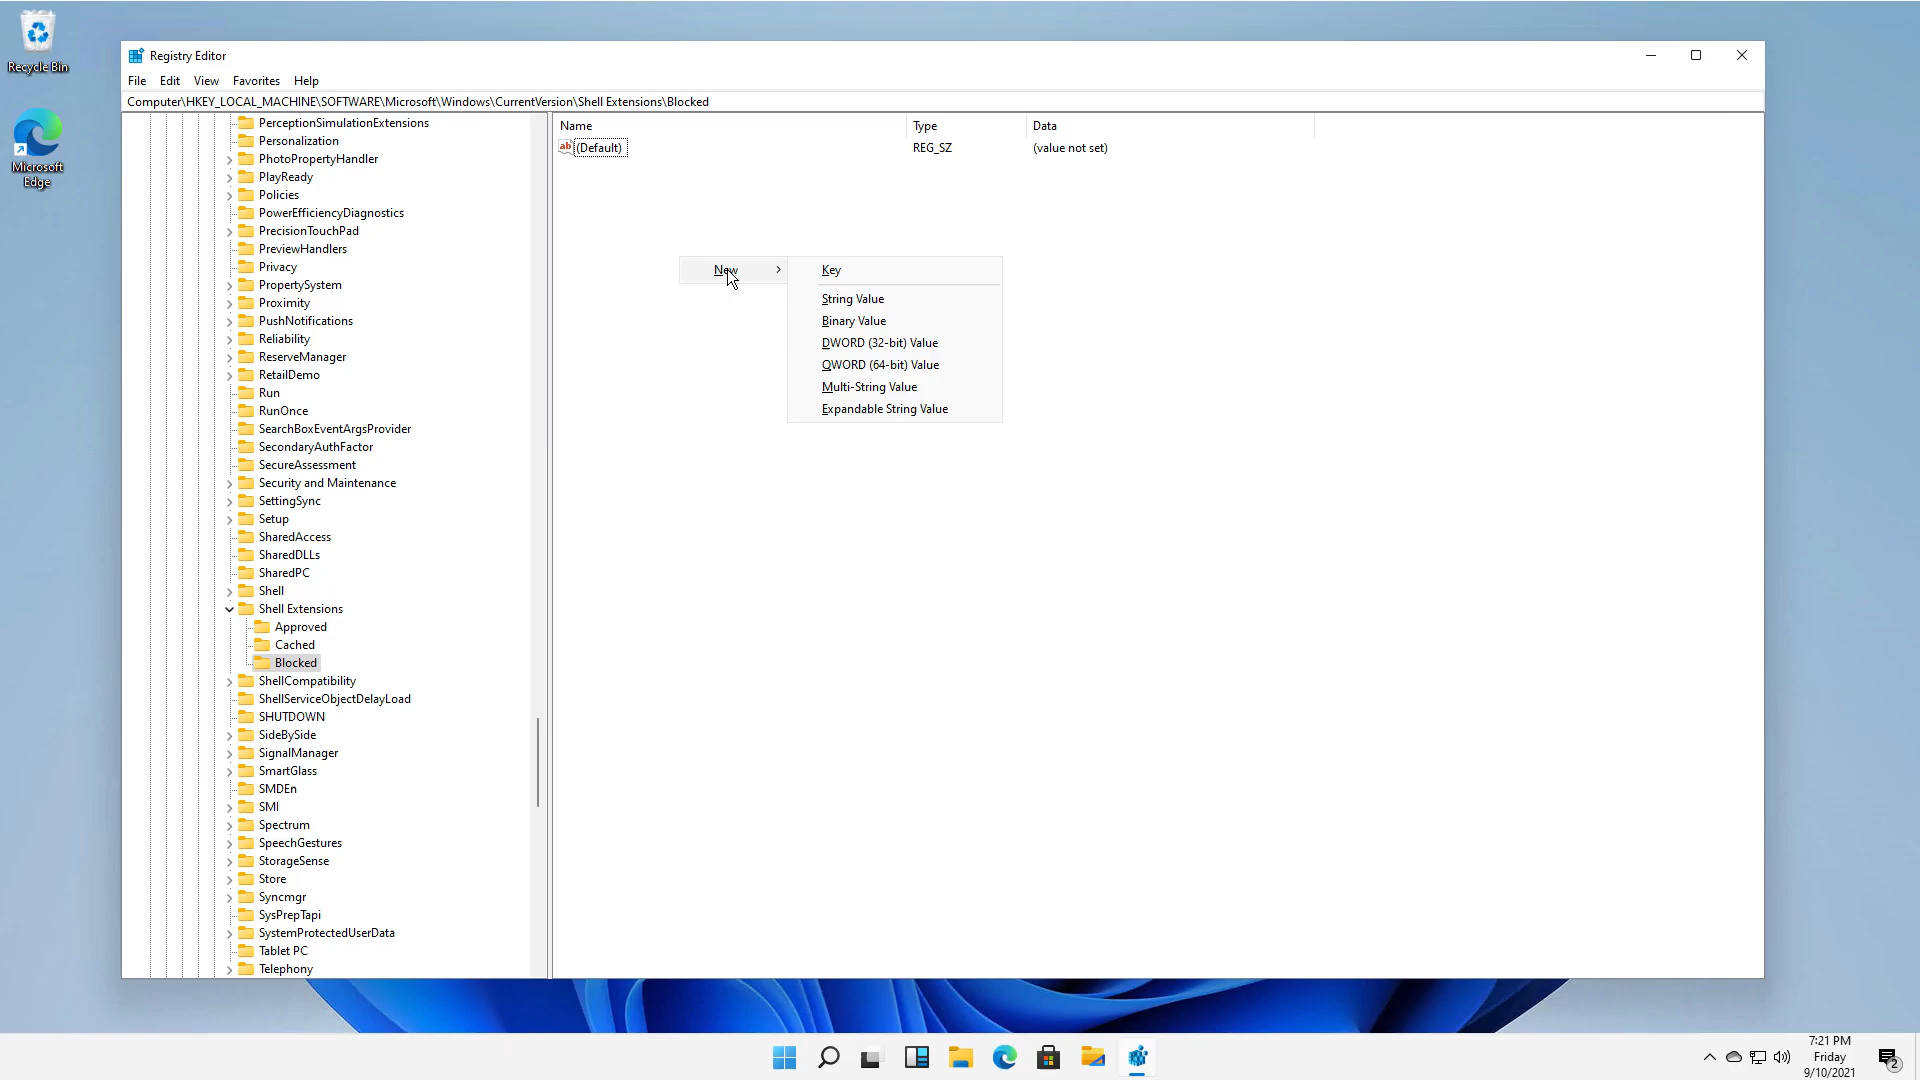 Recycle Bin
Microsoft
Edge
Registry Editor
File Edit View Favorites Help
Computer\HKEY_LOCAL_MACHINE\SOFTWARE\Microsoft\Windows\CurrentVersion\Shell Extensions\Blocked
PerceptionSimulationExtensions
Personalization
PhotoPropertyHandler
PlayReady
Policies
PowerEfficiencyDiagnostics
PrecisionTouchPad
PreviewHandlers
Privacy
PropertySystem
Proximity
PushNotifications
Reliability
ReserveManager
RetailDemo
Run
RunOnce
SearchBoxEventArgsProvider
SecondaryAuthFactor
SecureAssessment
Security and Maintenance
SettingSync
Setup
SharedAccess
SharedDLLs
SharedPC
Shell
Shell Extensions
Approved
Cached
Blocked
ShellCompatibility
ShellServiceObjectDelayLoad
SHUTDOWN
SideBySide
SignalManager
SmartGlass
SMDEn
SMI
Spectrum
SpeechGestures
StorageSense
Store
Syncmgr
SysPrepTapi
SystemProtectedUserData
Tablet PC
Telephony
Name Type Data
ab (Default) REG_SZ (value not set)
New
Key
String Value
Binary Value
DWORD (32-bit) Value
QWORD (64-bit) Value
Multi-String Value
Expandable String Value
7:21 PM
Friday
9/10/2021
2